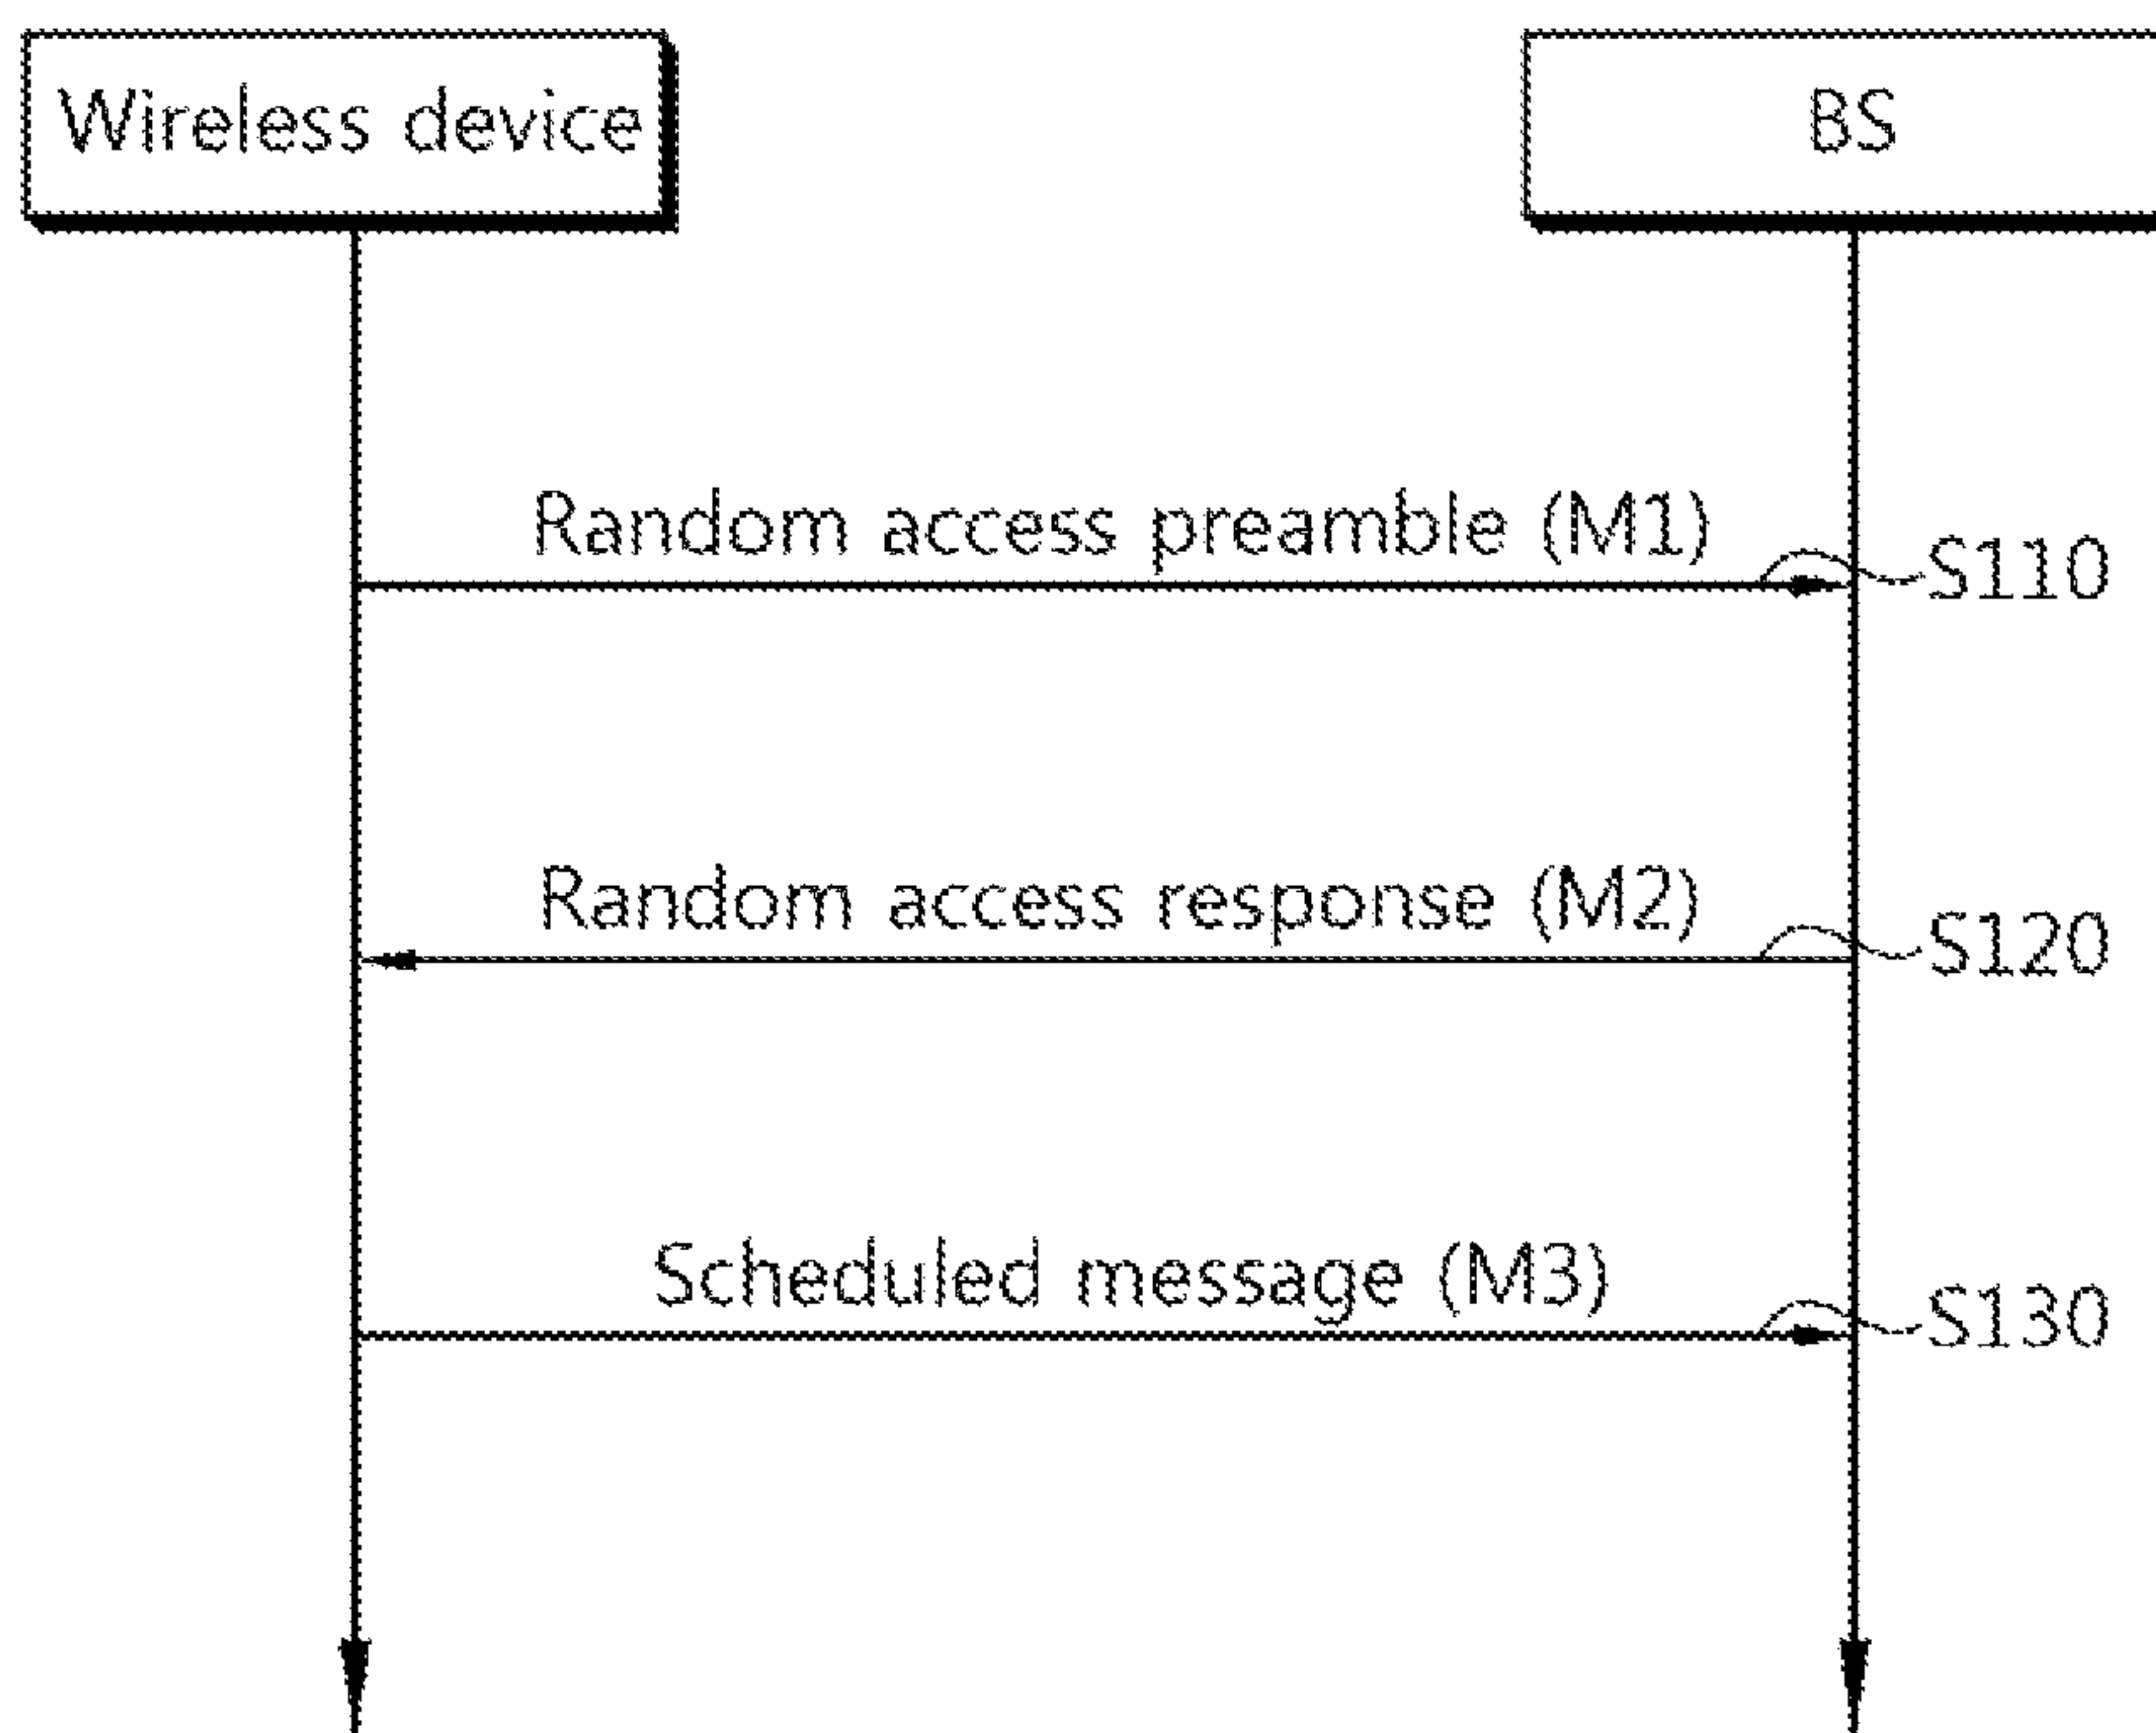 Wireless device
BS
Random access preamble (M1)
S110
Random access response (M2)
S120
Scheduled message (M3)
S130